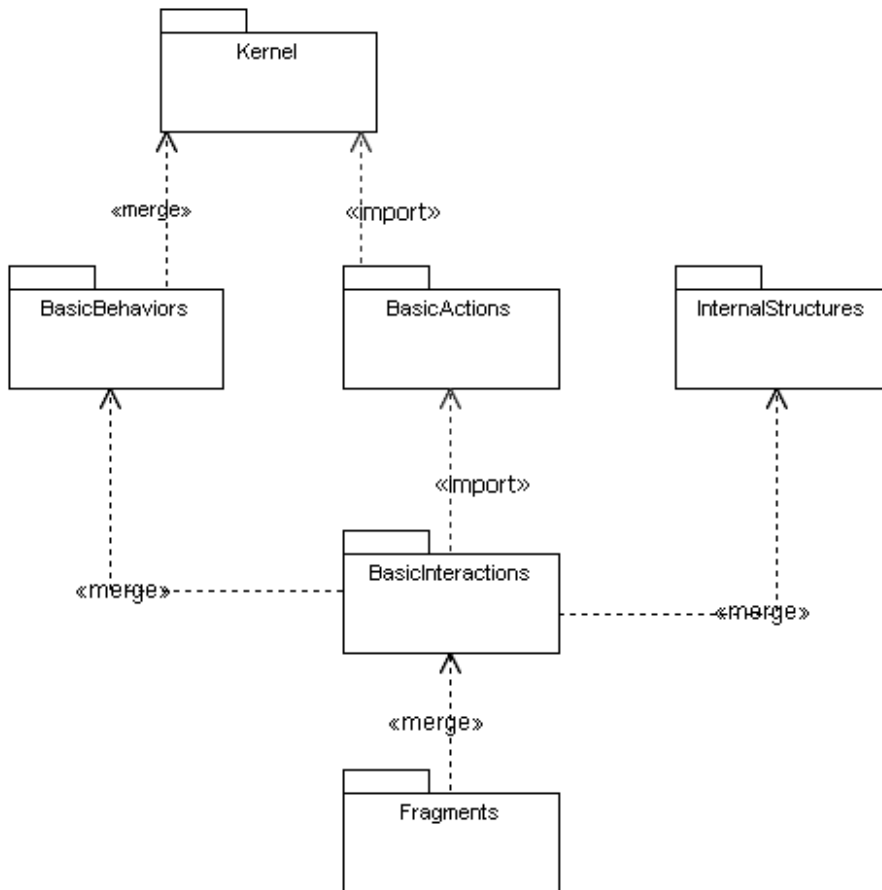 Kernel
«merge»
«import»
BasicBehaviors
BasicActions
InternalStructures
«import»
BasicInteractions
«merge»
«merge»
«merge»
Fragments